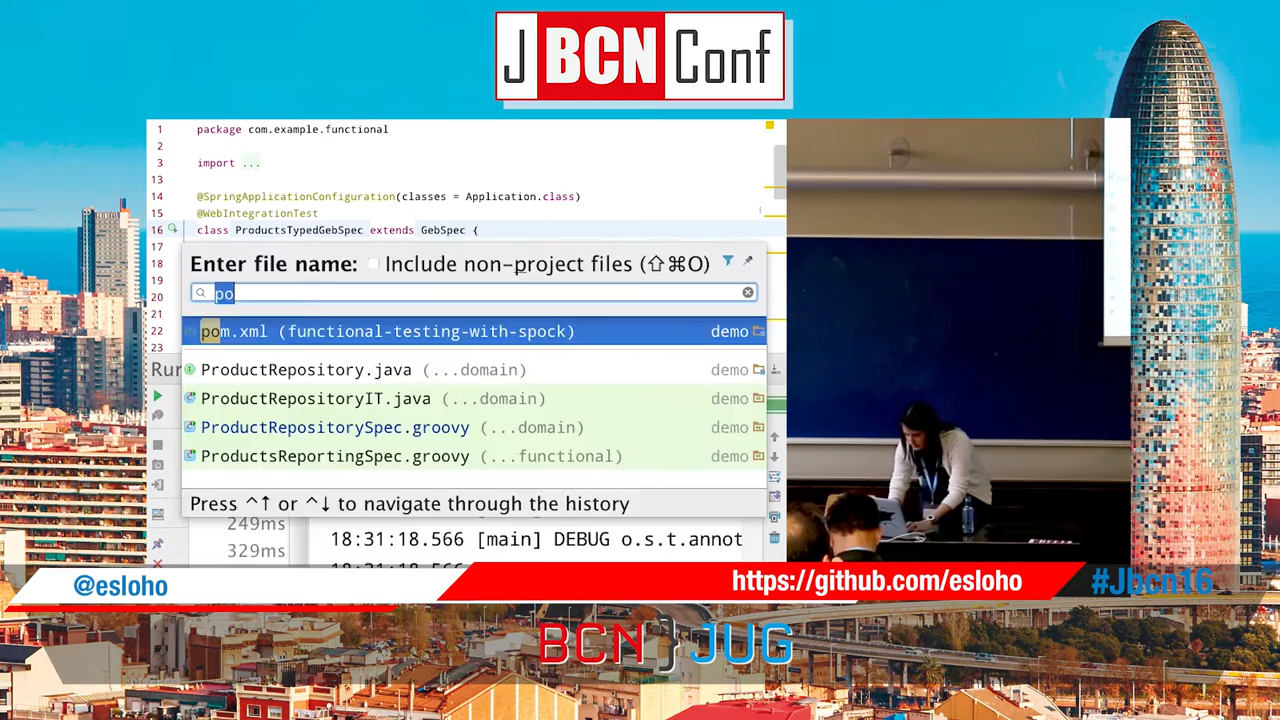 J BCN Conf
1 package com.example.functional
2
3 import ...
13
14 @SpringApplicationConfiguration(classes = Application.class)
15 @WebIntegrationTest
16 class ProductsTypedGebSpec extends GebSpec {
17
18
19
20
21
22
23
Enter file name: Include non-project files (⇧⌘O)
po
pom.xml (functional-testing-with-spock) demo
ProductRepository.java (...domain) demo
ProductRepositoryIT.java (...domain) demo
ProductRepositorySpec.groovy (...domain) demo
ProductsReportingSpec.groovy (...functional) demo
Press ^↑ or ^↓ to navigate through the history
Run
249ms
329ms
18:31:18.566 [main] DEBUG o.s.t.annot
@esloho
https://github.com/esloho
#Jbcn16
BCN JUG